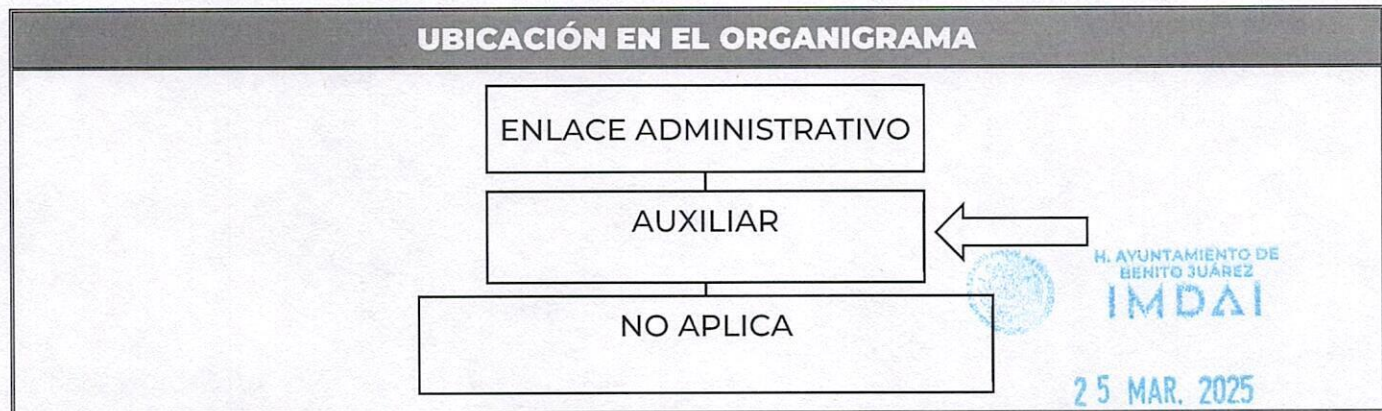 UBICACIÓN EN EL ORGANIGRAMA
ENLACE ADMINISTRATIVO
AUXILIAR
H. AYUNTAMIENTO DE
BENITO JUÁREZ
IMDAI
NO APLICA
25 MAR. 2025